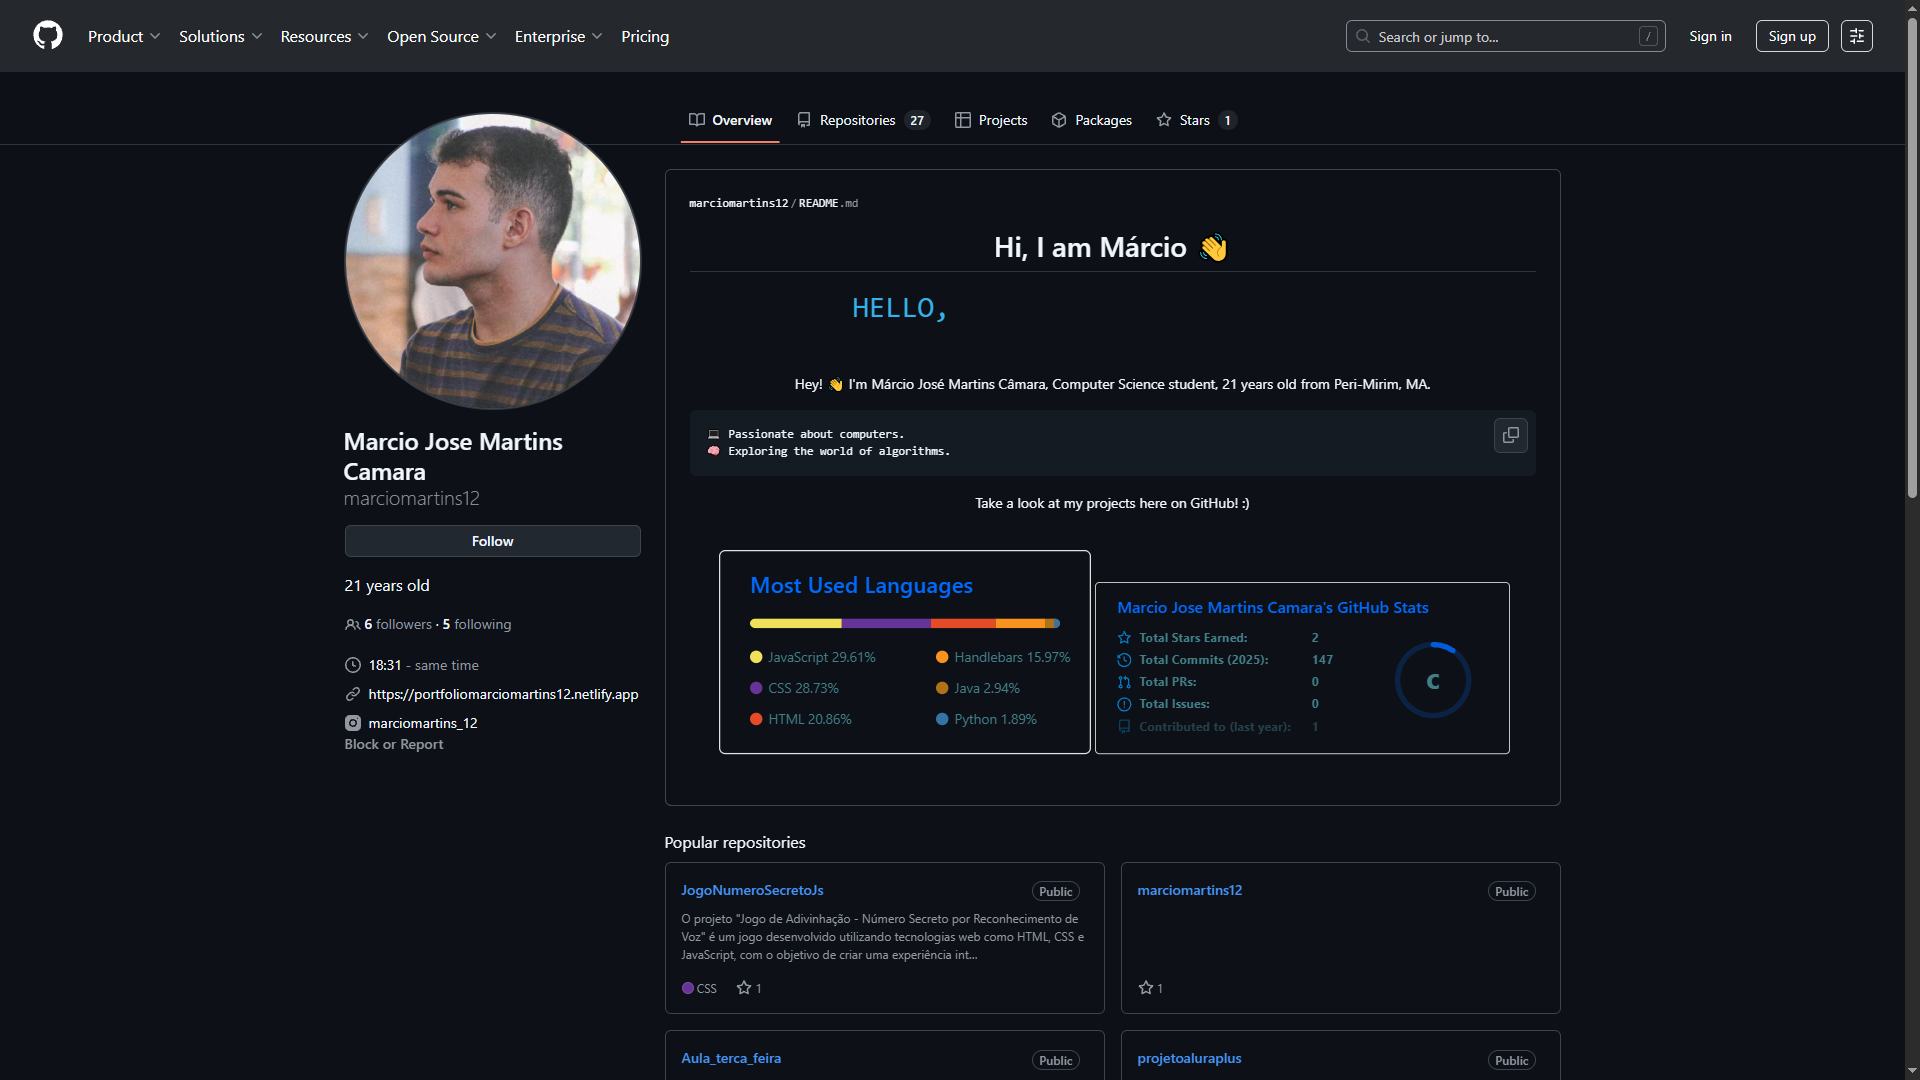 Product
Solutions
Resources
Open Source
Enterprise
Pricing
Search or jump to...
/
Sign in
Sign up
Overview
Repositories 27
Projects
Packages
Stars 1
Marcio Jose Martins
Camara
marciomartins12
Follow
21 years old
6 followers · 5 following
18:31 - same time
https://portfoliomarciomartins12.netlify.app
marciomartins_12
Block or Report
marciomartins12/README.md
Hi, I am Márcio 👋
HELLO,
Hey! 👋 I'm Márcio José Martins Câmara, Computer Science student, 21 years old from Peri-Mirim, MA.
💻 Passionate about computers.
🧠 Exploring the world of algorithms.
Take a look at my projects here on GitHub! :)
Most Used Languages
JavaScript 29.61%
CSS 28.73%
HTML 20.86%
Handlebars 15.97%
Java 2.94%
Python 1.89%
Marcio Jose Martins Camara's GitHub Stats
Total Stars Earned: 2
Total Commits (2025): 147
Total PRs: 0
Total Issues: 0
Contributed to (last year): 1
C
Popular repositories
JogoNumeroSecretoJs
Public
O projeto "Jogo de Adivinhação - Número Secreto por Reconhecimento de
Voz" é um jogo desenvolvido utilizando tecnologias web como HTML, CSS e
JavaScript, com o objetivo de criar uma experiência int...
CSS
1
marciomartins12
Public
1
Aula_terca_feira
Public
projetoaluraplus
Public